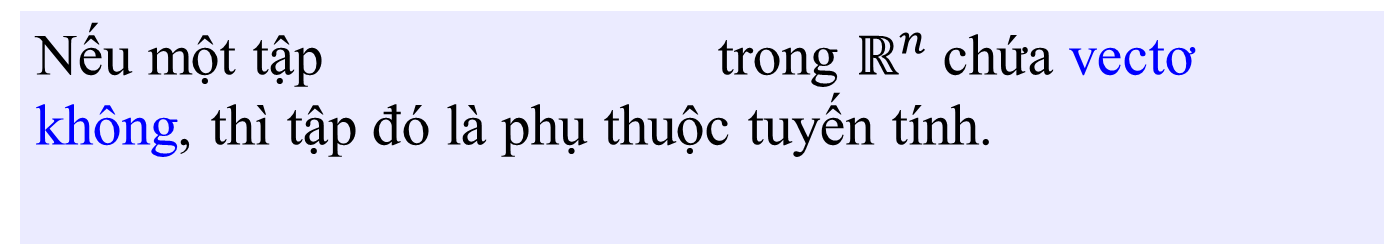 Nếu một tập trong ℝⁿ chứa vectơ
không, thì tập đó là phụ thuộc tuyến tính.